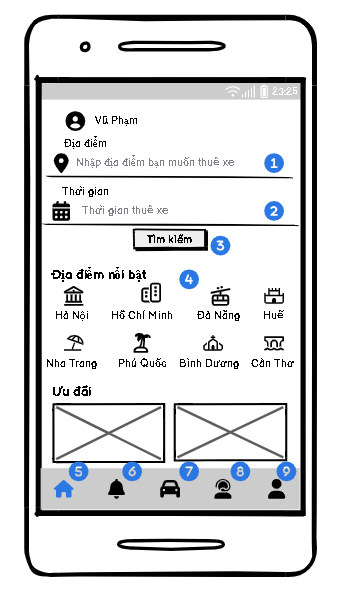 23:25
Vũ Phạm
Địa điểm
Nhập địa điểm bạn muốn thuê xe 1
Thời gian
Thời gian thuê xe 2
Tìm kiếm 3
Địa điểm nổi bật 4
Hà Nội Hồ Chí Minh Đà Nẵng Huế
Nha Trang Phú Quốc Bình Dương Cần Thơ
Ưu đãi
5 6 7 8 9